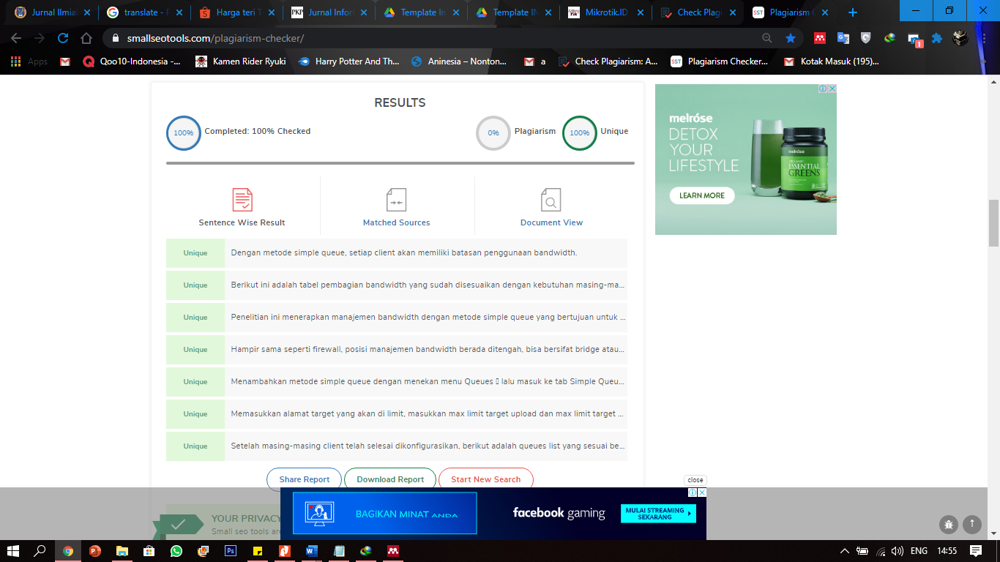 Jurnal Ilmia
translate - P
Harga teri T
Jurnal Infor
Template In
Template IN
Mikrotik.ID
Check Plagi
Plagiarism C
smallseotools.com/plagiarism-checker/
1
Apps
Qoo10-Indonesia -...
Kamen Rider Ryuki
Harry Potter And Th...
Aninesia – Nonton...
a
Check Plagiarism: A...
Plagiarism Checker...
Kotak Masuk (195)...
RESULTS
100%
Completed: 100% Checked
0%
Plagiarism
100%
Unique
Sentence Wise Result
Matched Sources
Document View
Unique
Dengan metode simple queue, setiap client akan memiliki batasan penggunaan bandwidth.
Unique
Berikut ini adalah tabel pembagian bandwidth yang sudah disesuaikan dengan kebutuhan masing-ma...
Unique
Penelitian ini menerapkan manajemen bandwidth dengan metode simple queue yang bertujuan untuk ...
Unique
Hampir sama seperti firewall, posisi manajemen bandwidth berada ditengah, bisa bersifat bridge atau...
Unique
Menambahkan metode simple queue dengan menekan menu Queues lalu masuk ke tab Simple Queu...
Unique
Memasukkan alamat target yang akan di limit, masukkan max limit target upload dan max limit target ...
Unique
Setelah masing-masing client telah selesai dikonfigurasikan, berikut adalah queues list yang sesuai be...
Share Report
Download Report
Start New Search
melrose
DETOX
YOUR
LIFESTYLE
LEARN MORE
melrose
ESSENTIAL
GREENS
close
YOUR PRIVACY
Small seo tools are
BAGIKAN MINAT ANDA
facebook gaming
MULAI STREAMING
SEKARANG
ENG
14:55